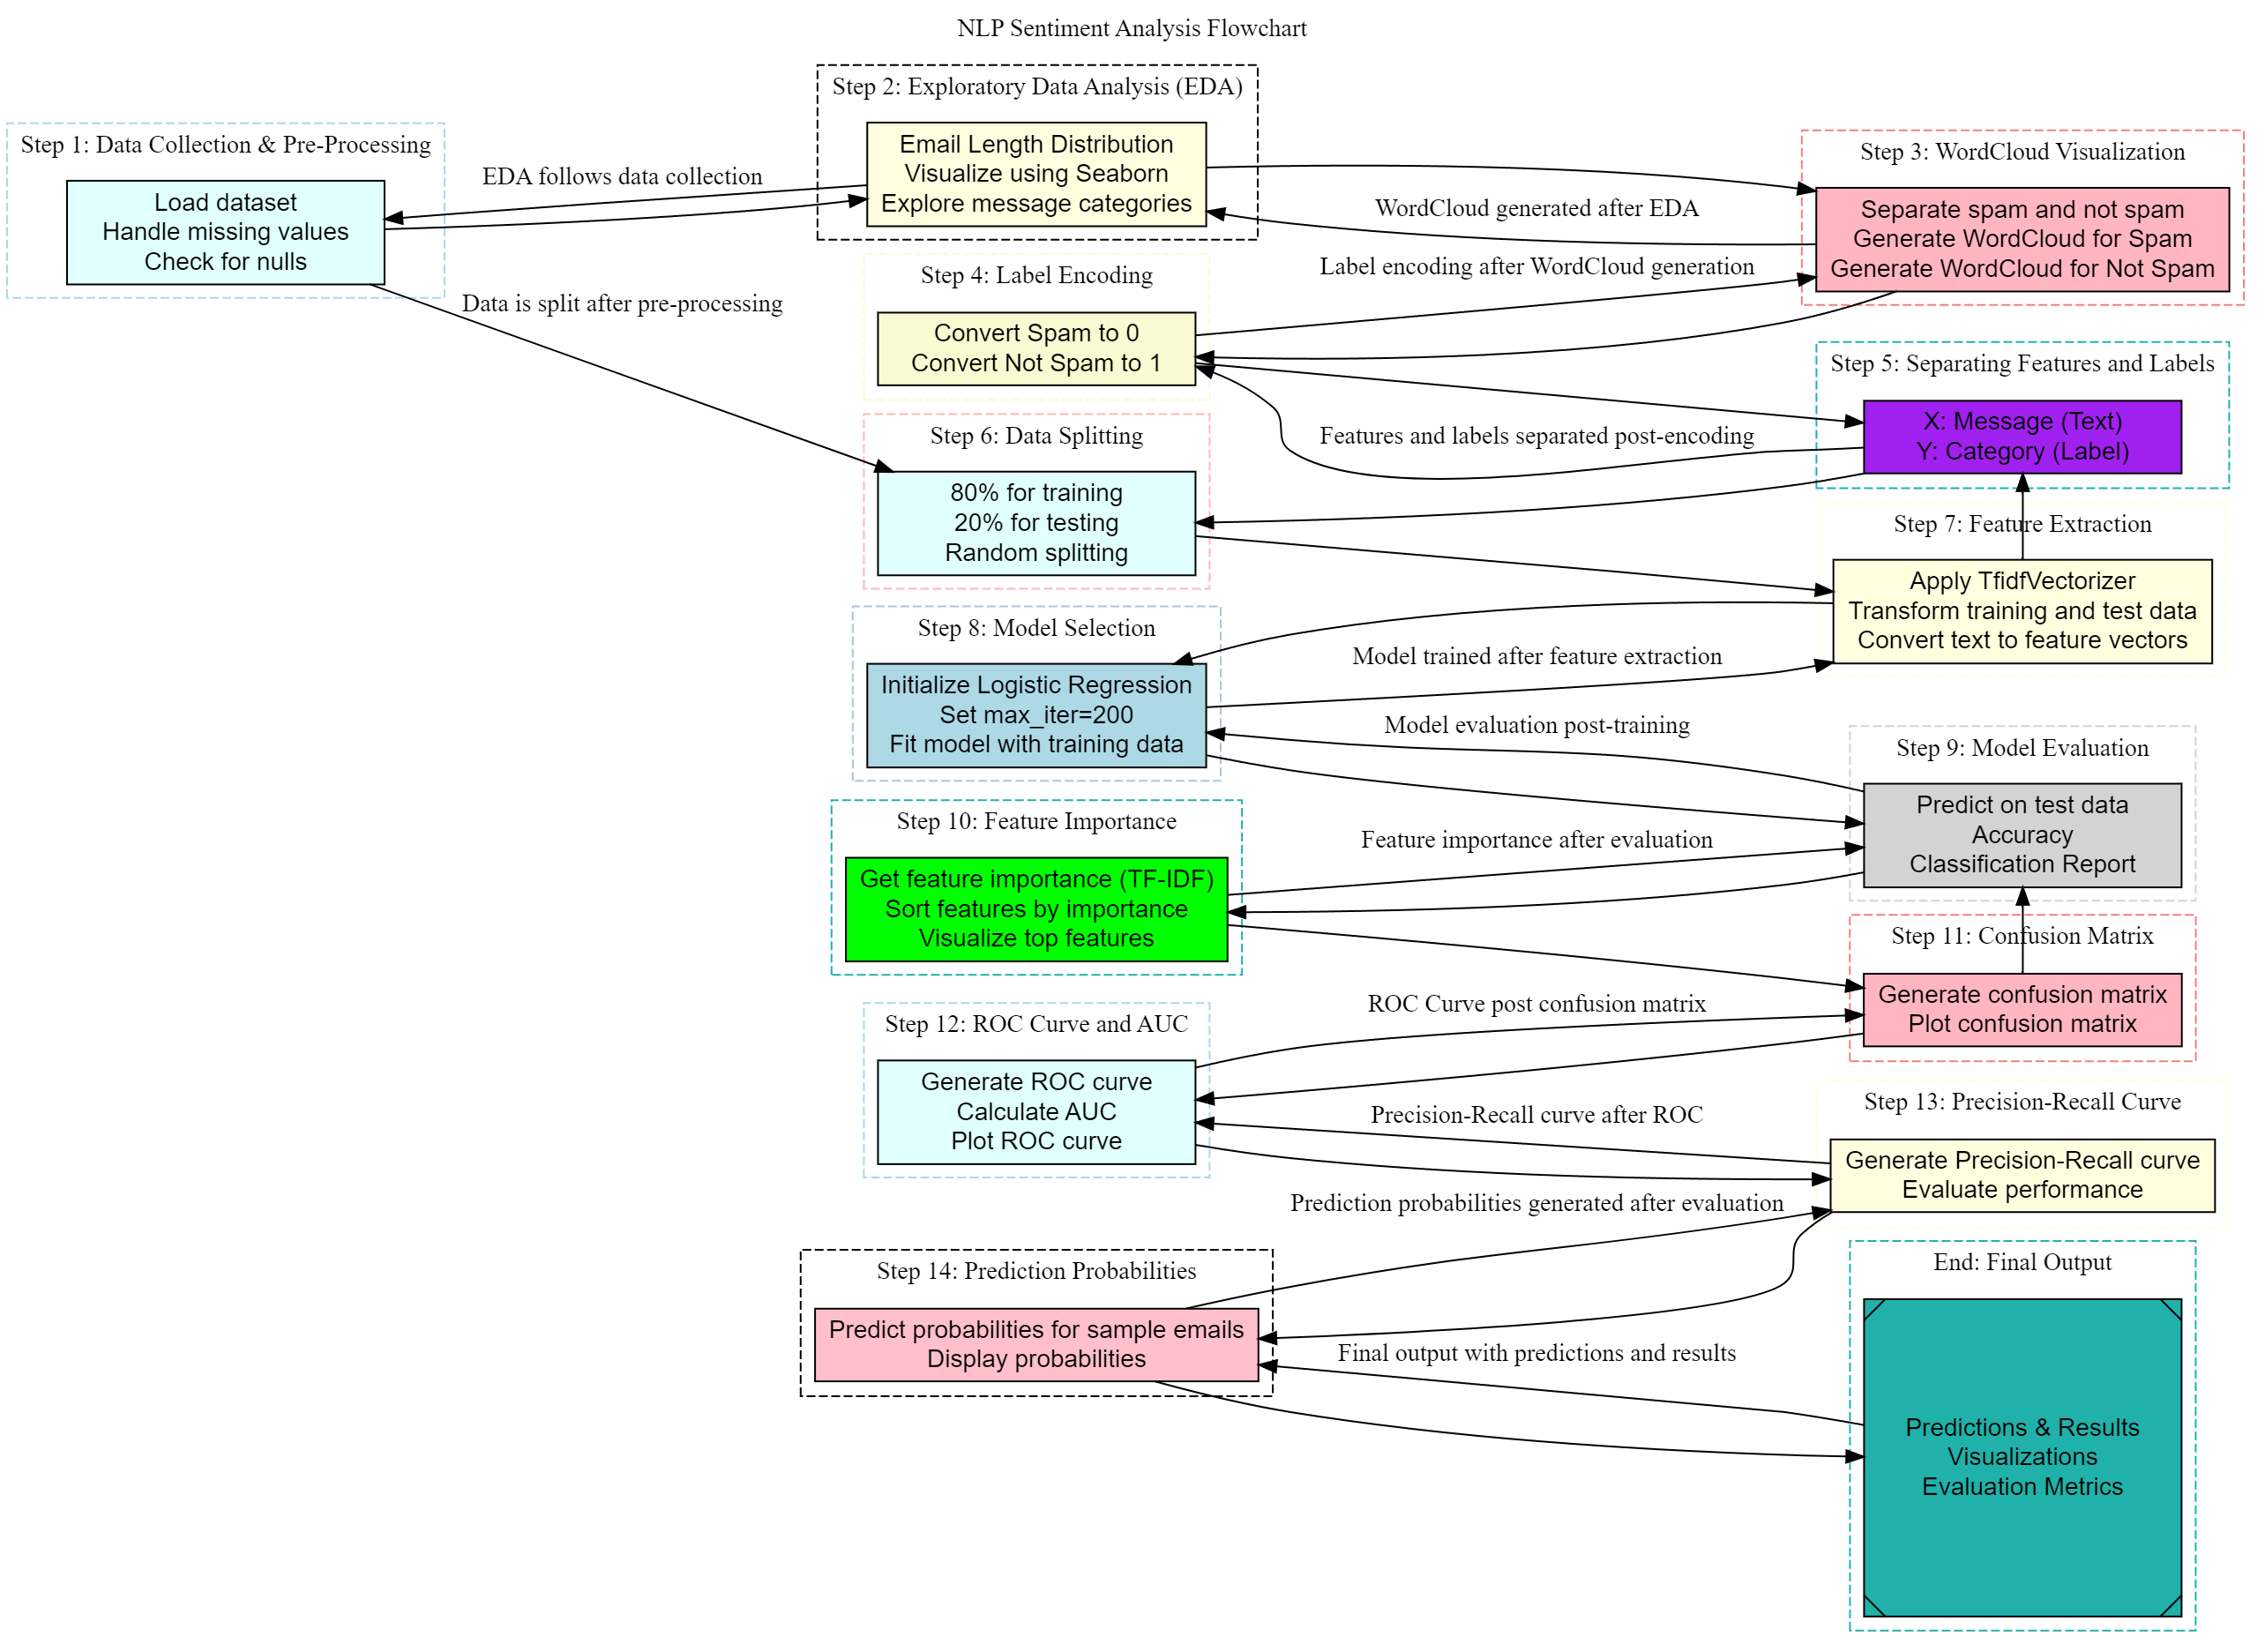 NLP Sentiment Analysis Flowchart
Step 1: Data Collection & Pre-Processing
Load dataset
Handle missing values
Check for nulls
EDA follows data collection
Data is split after pre-processing
Step 2: Exploratory Data Analysis (EDA)
Email Length Distribution
Visualize using Seaborn
Explore message categories
WordCloud generated after EDA
Step 3: WordCloud Visualization
Separate spam and not spam
Generate WordCloud for Spam
Generate WordCloud for Not Spam
Label encoding after WordCloud generation
Step 4: Label Encoding
Convert Spam to 0
Convert Not Spam to 1
Features and labels separated post-encoding
Step 5: Separating Features and Labels
X: Message (Text)
Y: Category (Label)
Step 6: Data Splitting
80% for training
20% for testing
Random splitting
Step 7: Feature Extraction
Apply TfidfVectorizer
Transform training and test data
Convert text to feature vectors
Model trained after feature extraction
Step 8: Model Selection
Initialize Logistic Regression
Set max_iter=200
Fit model with training data
Model evaluation post-training
Step 9: Model Evaluation
Predict on test data
Accuracy
Classification Report
Feature importance after evaluation
Step 10: Feature Importance
Get feature importance (TF-IDF)
Sort features by importance
Visualize top features
Step 11: Confusion Matrix
Generate confusion matrix
Plot confusion matrix
ROC Curve post confusion matrix
Step 12: ROC Curve and AUC
Generate ROC curve
Calculate AUC
Plot ROC curve
Precision-Recall curve after ROC
Step 13: Precision-Recall Curve
Generate Precision-Recall curve
Evaluate performance
Prediction probabilities generated after evaluation
Step 14: Prediction Probabilities
Predict probabilities for sample emails
Display probabilities
Final output with predictions and results
End: Final Output
Predictions & Results
Visualizations
Evaluation Metrics